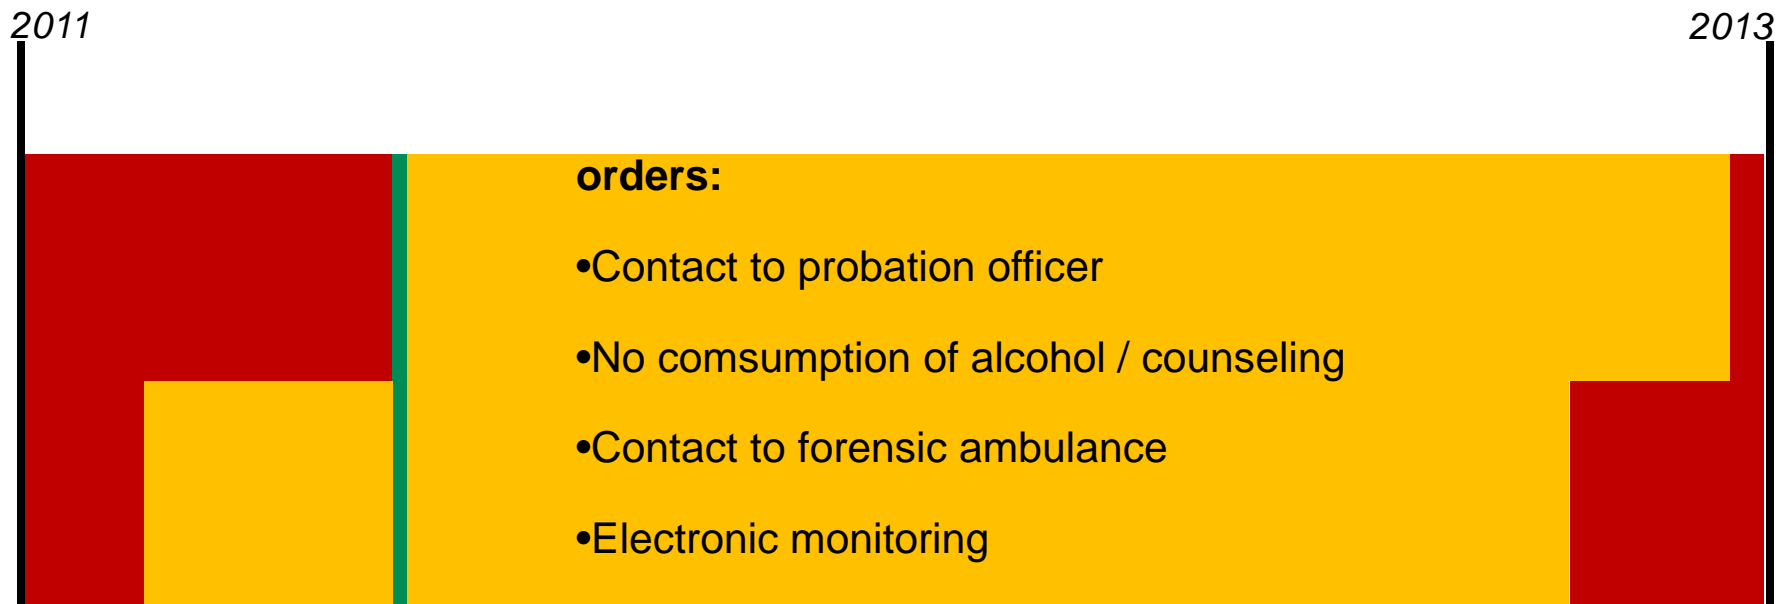 2011
2013
orders:
•Contact to probation officer
•No comsumption of alcohol / counseling
•Contact to forensic ambulance
•Electronic monitoring